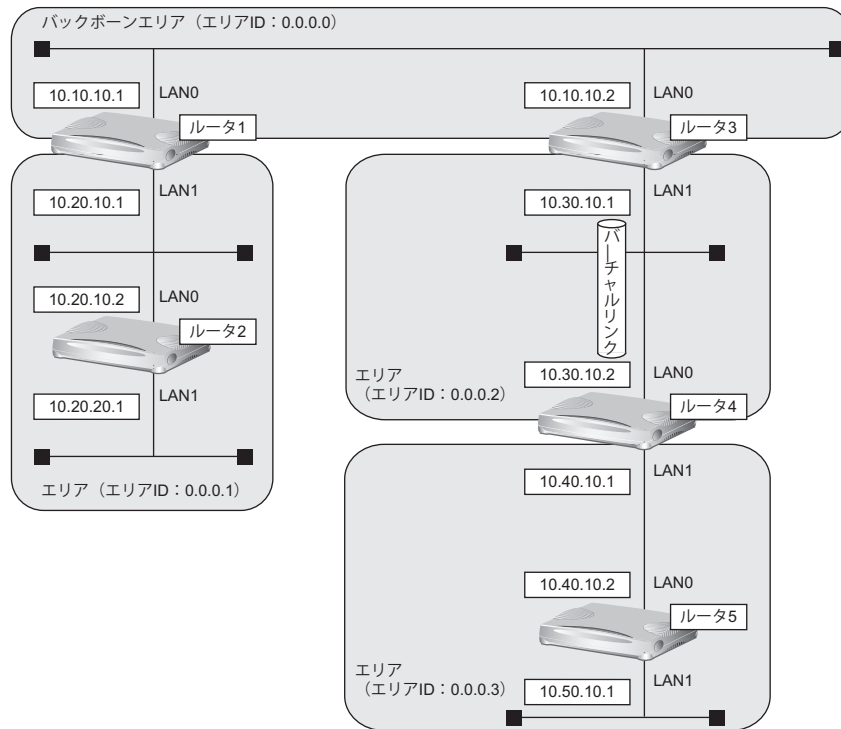 バックボーンエリア（エリアID：0.0.0.0）
10.10.10.1
LAN0
ルータ1
10.10.10.2
LAN0
ルータ3
10.20.10.1
LAN1
10.20.10.2
LAN0
ルータ2
10.20.20.1
LAN1
エリア（エリアID：0.0.0.1）
10.30.10.1
LAN1
バーチャルリンク
10.30.10.2
LAN0
ルータ4
エリア
（エリアID：0.0.0.2）
10.40.10.1
LAN1
10.40.10.2
LAN0
ルータ5
エリア
（エリアID：0.0.0.3）
10.50.10.1
LAN1